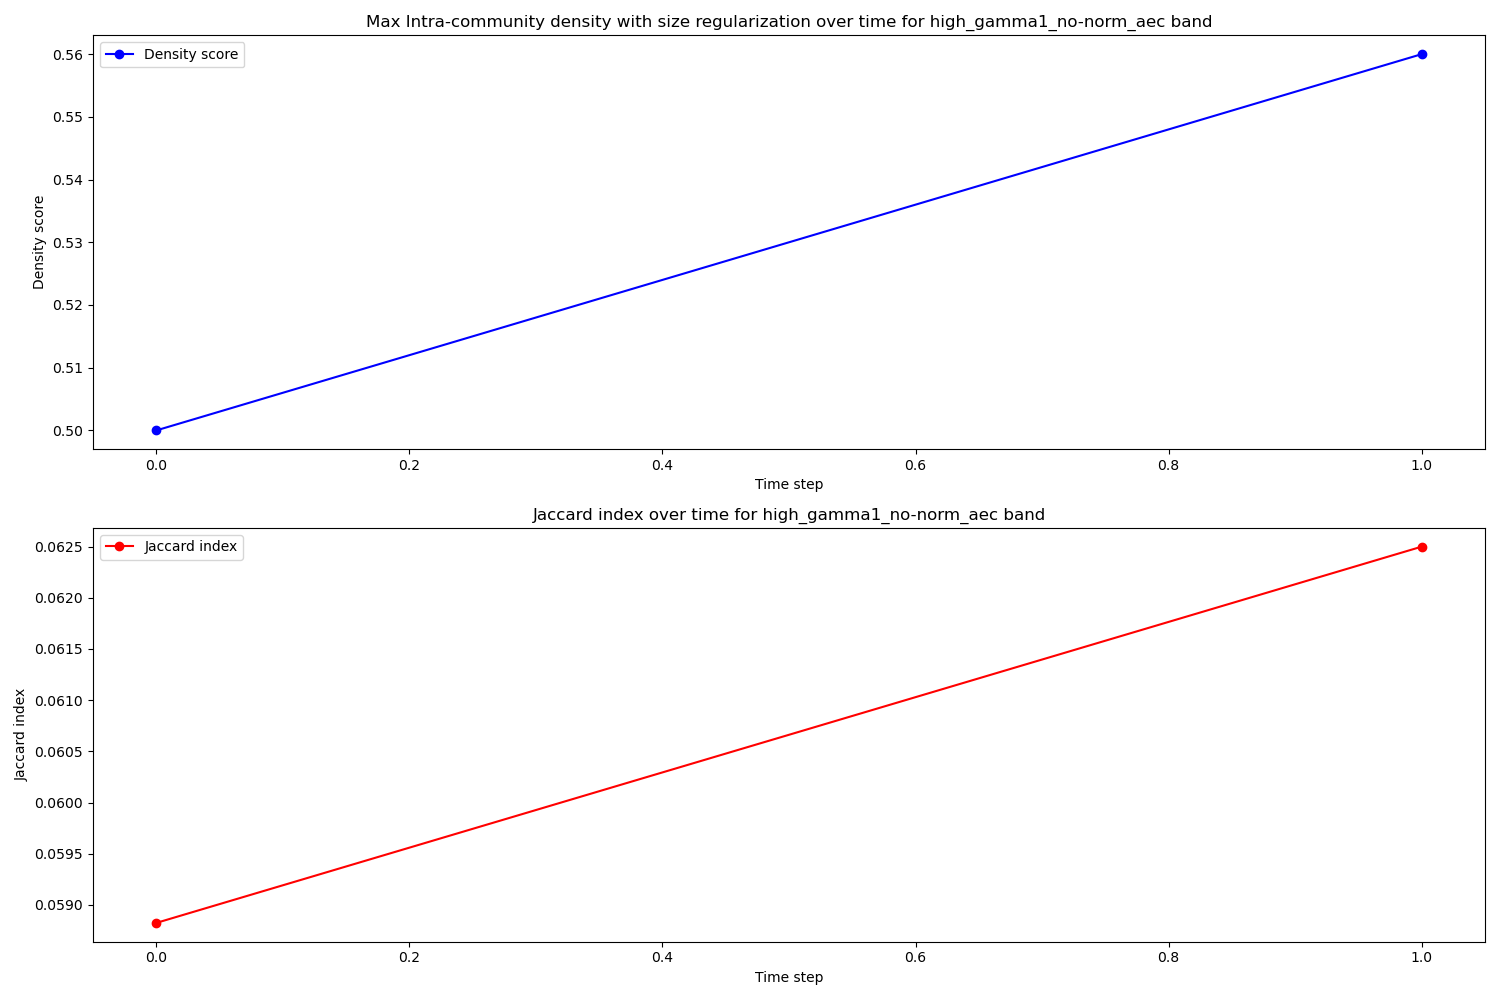 Max Intra-community density with size regularization over time for high_gamma1_no-norm_aec band
Density score
0.56
0.55
0.54
0.53
0.52
0.51
0.50
Density score
0.0 0.2 0.4 0.6 0.8 1.0
Time step
Jaccard index over time for high_gamma1_no-norm_aec band
Jaccard index
0.0625
0.0620
0.0615
0.0610
0.0605
0.0600
0.0595
0.0590
Jaccard index
0.0 0.2 0.4 0.6 0.8 1.0
Time step